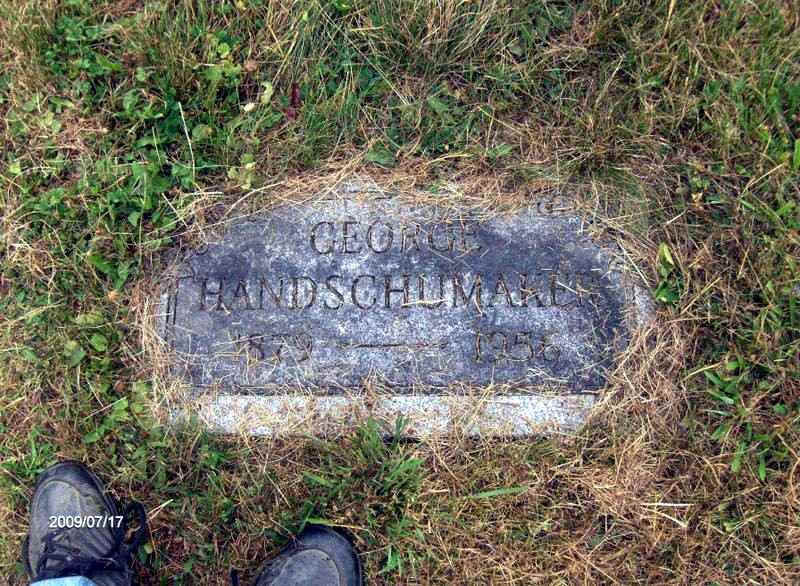 GEORGE
HANDSCHUMAKER
1879 — 1956
2009/07/17